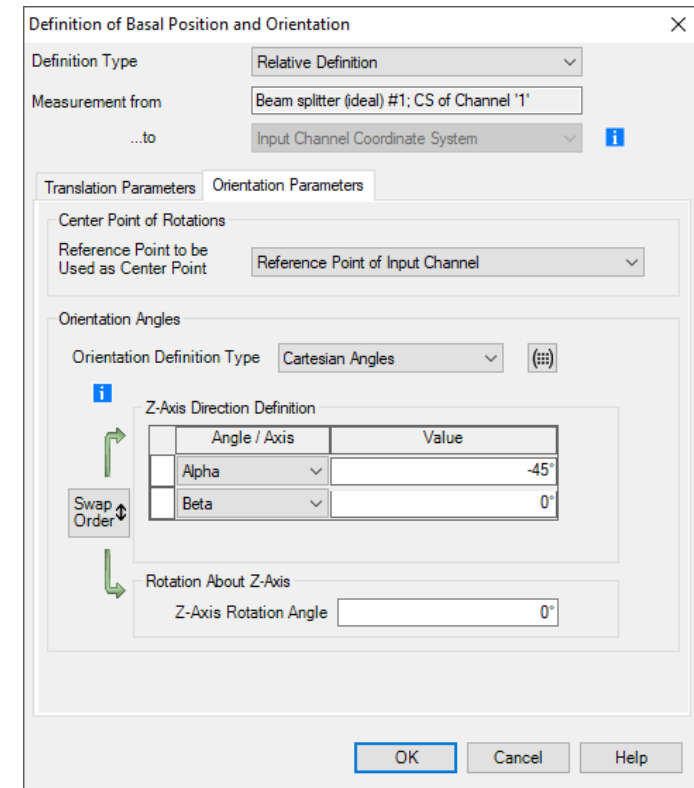 Definition of Basal Position and Orientation
Definition Type
Relative Definition
Measurement from
Beam splitter (ideal) #1; CS of Channel '1'
...to
Input Channel Coordinate System
i
Translation Parameters
Orientation Parameters
Center Point of Rotations
Reference Point to be
Used as Center Point
Reference Point of Input Channel
Orientation Angles
Orientation Definition Type
Cartesian Angles
i
Z-Axis Direction Definition
Angle / Axis
Value
Alpha
-45°
Beta
0°
Swap
Order
Rotation About Z-Axis
Z-Axis Rotation Angle
0°
OK
Cancel
Help